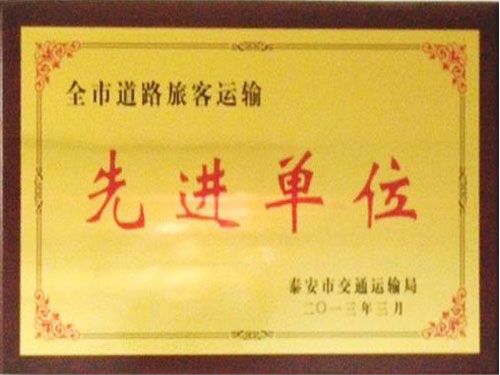 全市道路旅客运输
先进单位
泰安市交通运输局
二〇一三年三月